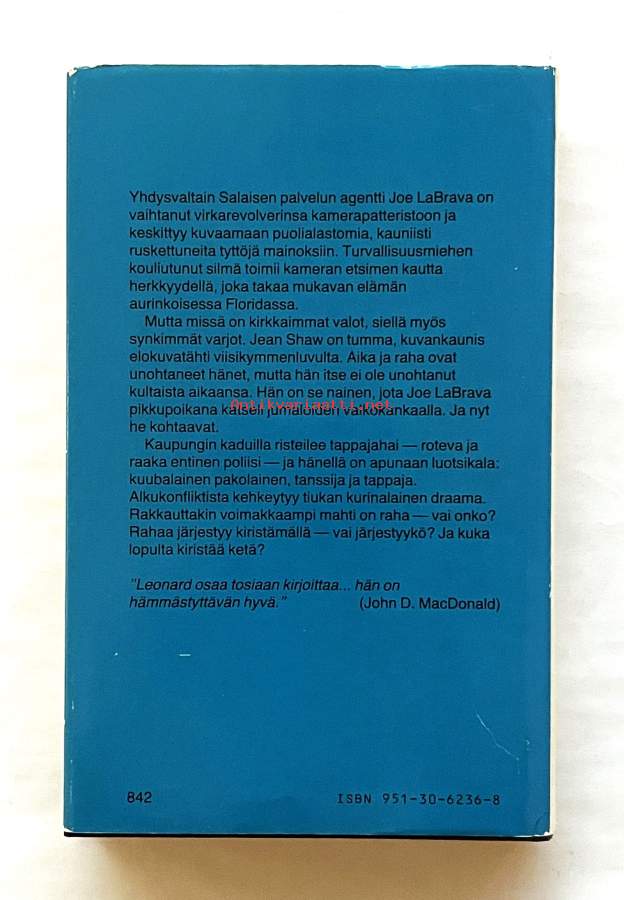 Yhdysvaltain Salaisen palvelun agentti Joe LaBrava on
vaihtanut virkarevolverinsa kamerapatteristoon ja
keskittyy kuvaamaan puolialastomia, kauniisti
ruskettuneita tyttöjä mainoksiin. Turvallisuusmiehen
kouliutunut silmä toimii kameran etsimen kautta
herkkyydellä, joka takaa mukavan elämän
aurinkoisessa Floridassa.
Mutta missä on kirkkaimmat valot, siellä myös
synkimmät varjot. Jean Shaw on tumma, kuvankaunis
elokuvatähti viisikymmenluvulta. Aika ja raha ovat
unohtaneet hänet, mutta hän itse ei ole unohtanut
kultaista aikaansa. Hän on se nainen, jota Joe LaBrava
pikkupoikana katseli jumaloiden valkokankaalla. Ja nyt
Antikvariaatti.net
he kohtaavat.
Kaupungin kaduilla risteilee tappajahai — roteva ja
raaka entinen poliisi — ja hänellä on apunaan luotsikala:
kuubalainen pakolainen, tanssija ja tappaja.
Alkukonfliktista kehkeytyy tiukan kurinalainen draama.
Rakkauttakin voimakkaampi mahti on raha — vai onko?
Rahaa järjestyy kiristämällä — vai järjestyykö? Ja kuka
lopulta kiristää ketä?
"Leonard osaa tosiaan kirjoittaa... hän on
hämmästyttävän hyvä." (John D. MacDonald)
842 ISBN 951-30-6236-8